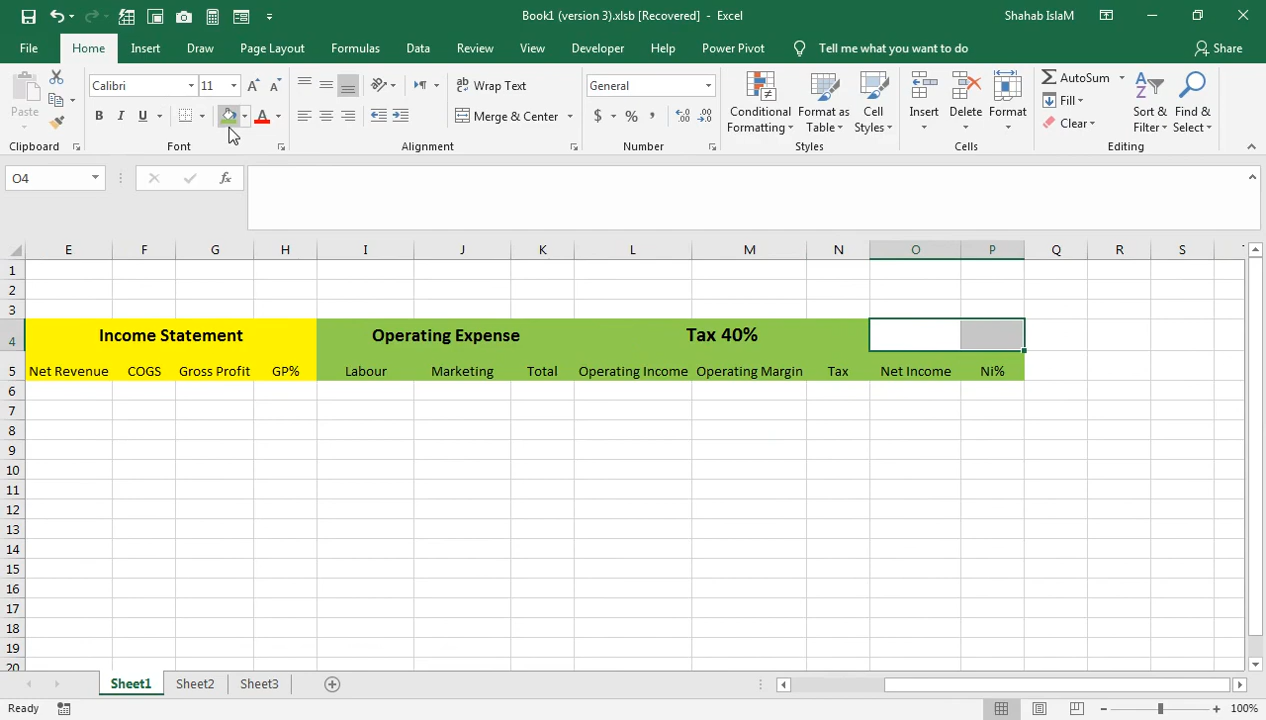 Book1 (version 3).xlsb [Recovered] - Excel
Shahab IslaM
File Home Insert Draw Page Layout Formulas Data Review View Developer Help Power Pivot Tell me what you want to do Share
Paste
Calibri 11
B I U
A
Wrap Text
Merge & Center
General
$ % ,
Conditional Formatting
Format as Table
Cell Styles
Insert
Delete
Format
AutoSum
Fill
Clear
Sort & Filter
Find & Select
Clipboard Font Alignment Number Styles Cells Editing
O4
fx
E F G H I J K L M N O P Q R S
1
2
3
4 Income Statement Operating Expense Tax 40%
5 Net Revenue COGS Gross Profit GP% Labour Marketing Total Operating Income Operating Margin Tax Net Income Ni%
6
7
8
9
10
11
12
13
14
15
16
17
18
19
20
Sheet1 Sheet2 Sheet3
Ready
100%